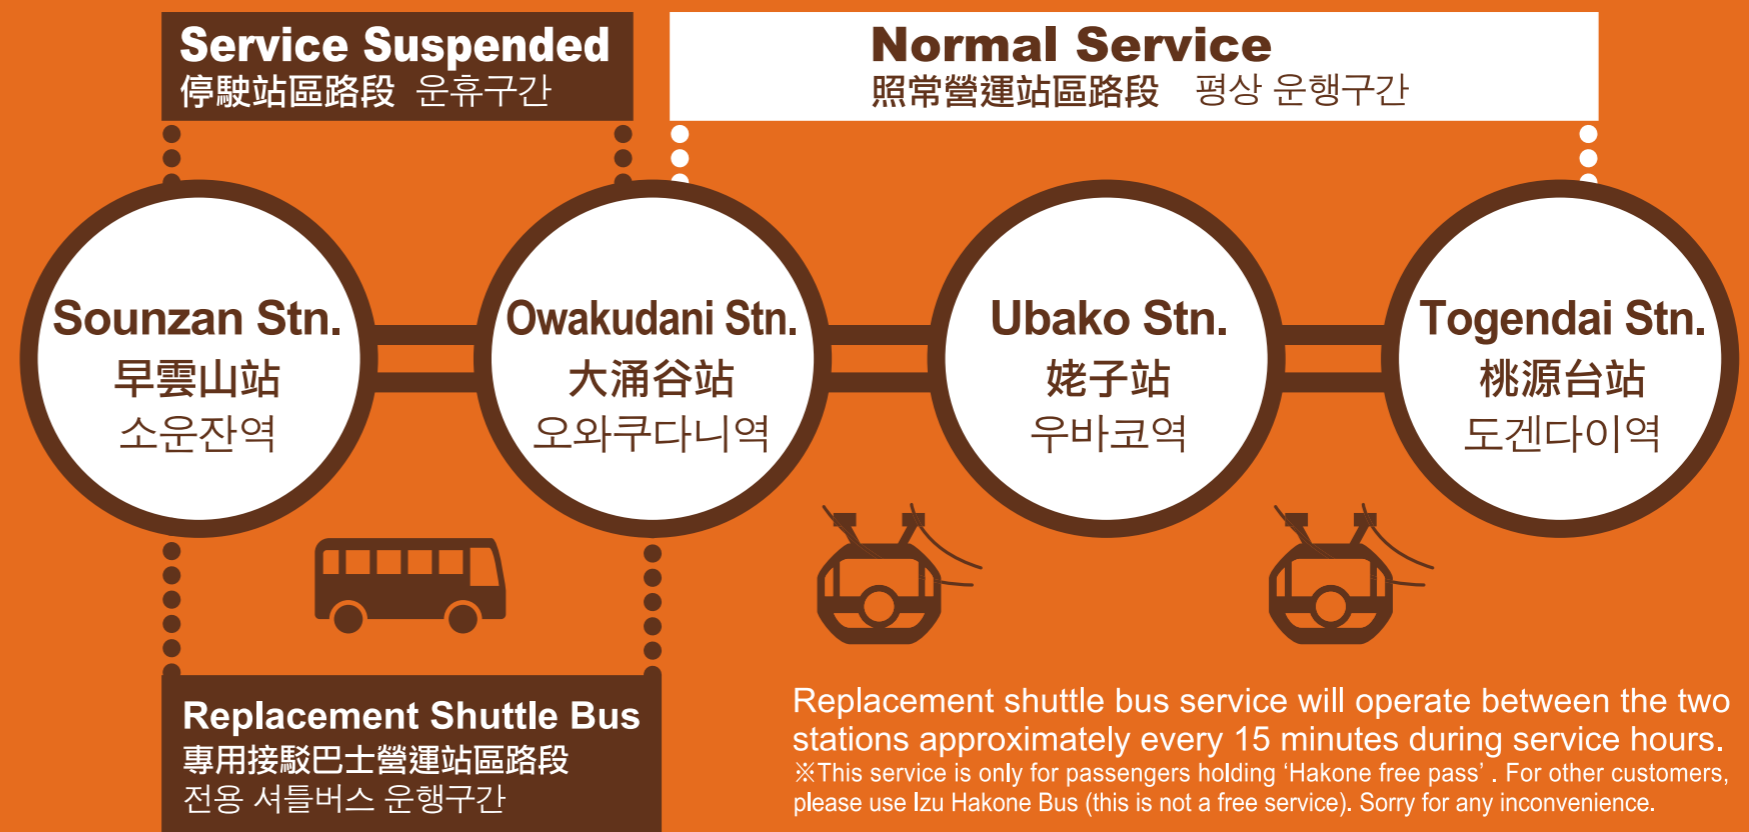 Service Suspended
停駛站區路段 운휴구간
Normal Service
照常營運站區路段 평상 운행구간
Sounzan Stn.
早雲山站
소운잔역
Owakudani Stn.
大涌谷站
오와쿠다니역
Ubako Stn.
姥子站
우바코역
Togendai Stn.
桃源台站
도겐다이역
Replacement Shuttle Bus
專用接駁巴士營運站區路段
전용 셔틀버스 운행구간
Replacement shuttle bus service will operate between the two
stations approximately every 15 minutes during service hours.
※This service is only for passengers holding ‘Hakone free pass’ . For other customers,
please use Izu Hakone Bus (this is not a free service). Sorry for any inconvenience.